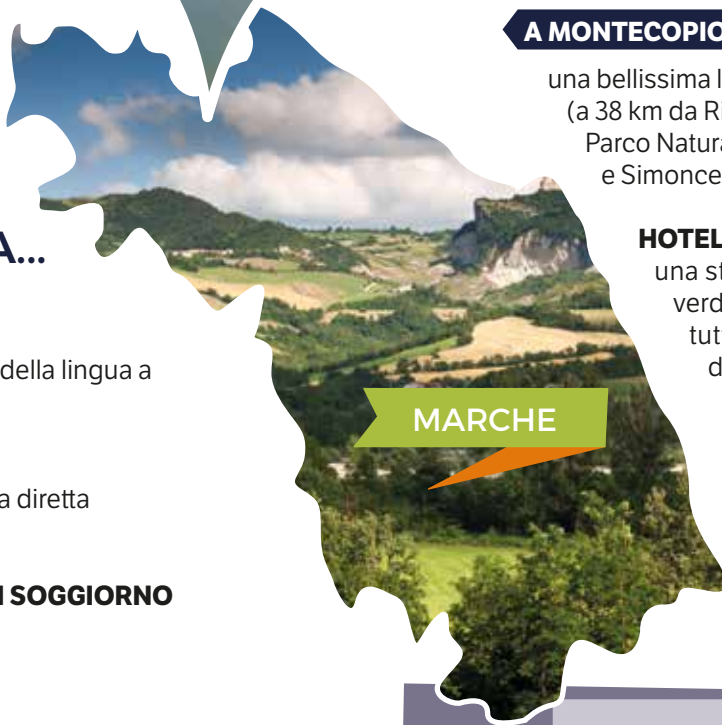 A MONTECOPIO
una bellissima l
(a 38 km da Ri
Parco Natura
e Simonce
HOTEL
una st
verd
tut
d
A...
della lingua a
a diretta
I SOGGIORNO
MARCHE